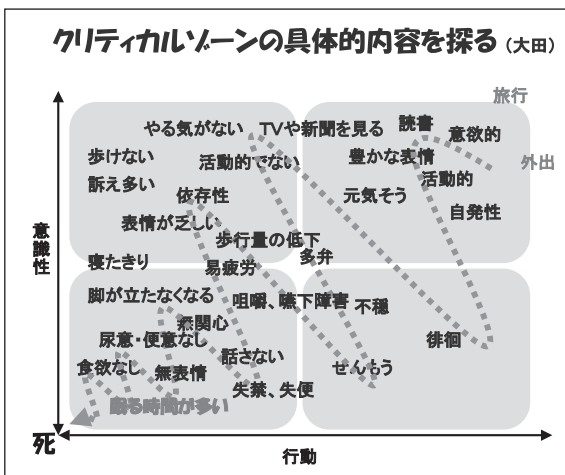 クリティカルゾーンの具体的内容を探る（大田）
旅行
やる気がない
TVや新聞を見る
読書
意欲的
歩けない
活動的でない
豊かな表情
外出
訴え多い
依存性
元気そう
活動的
表情が乏しい
自発性
歩行量の低下
多弁
寝たきり
易疲労
意識性
脚が立たなくなる
咀嚼、嚥下障害
不穏
無関心
尿意・便意なし
徘徊
話さない
食欲なし
無表情
せんもう
失禁、失便
眠る時間が多い
死
行動